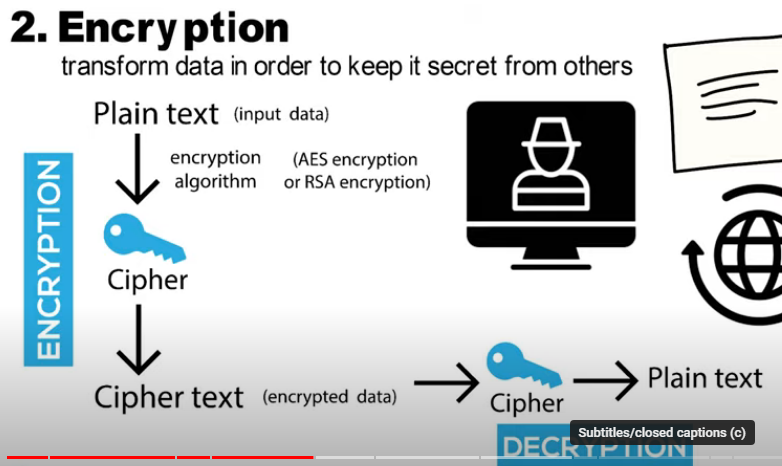 2. Encryption
transform data in order to keep it secret from others
Plain text (input data)
encryption (AES encryption
algorithm or RSA encryption)
ENCRYPTION
Cipher
Cipher text (encrypted data)
Cipher
Plain text
Subtitles/closed captions (c)
DECRYPTION